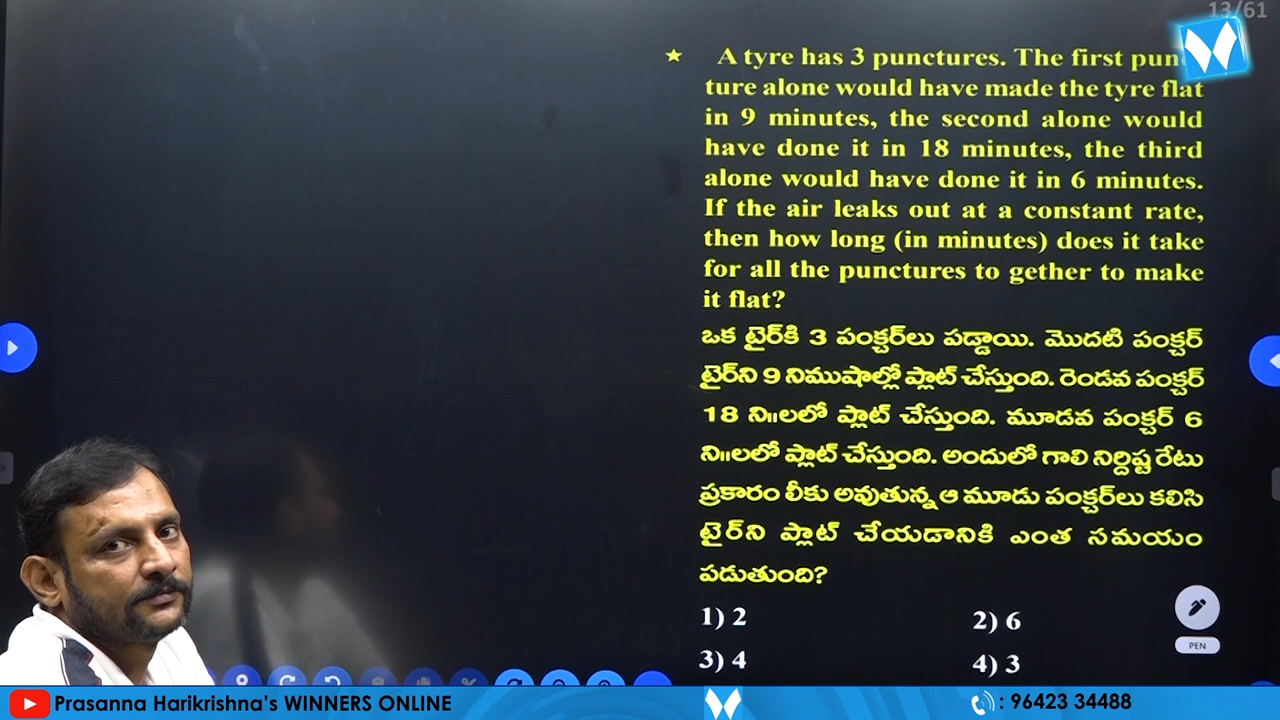 13/61
★ A tyre has 3 punctures. The first punc-
ture alone would have made the tyre flat
in 9 minutes, the second alone would
have done it in 18 minutes, the third
alone would have done it in 6 minutes.
If the air leaks out at a constant rate,
then how long (in minutes) does it take
for all the punctures to gether to make
it flat?
ఒక టైర్‌కి 3 పంక్చర్‌లు పడ్డాయి. మొదటి పంక్చర్
టైర్‌ని 9 నిముషాల్లో ప్లాట్ చేస్తుంది. రెండవ పంక్చర్
18 ని॥లలో ప్లాట్ చేస్తుంది. మూడవ పంక్చర్ 6
ని॥లలో ప్లాట్ చేస్తుంది. అందులో గాలి నిర్దిష్ట రేటు
ప్రకారం లీకు అవుతున్న ఆ మూడు పంక్చర్‌లు కలిసి
టైర్‌ని ప్లాట్ చేయడానికి ఎంత సమయం
పడుతుంది?
1) 2 2) 6
3) 4 4) 3
PEN
Prasanna Harikrishna's WINNERS ONLINE : 96423 34488